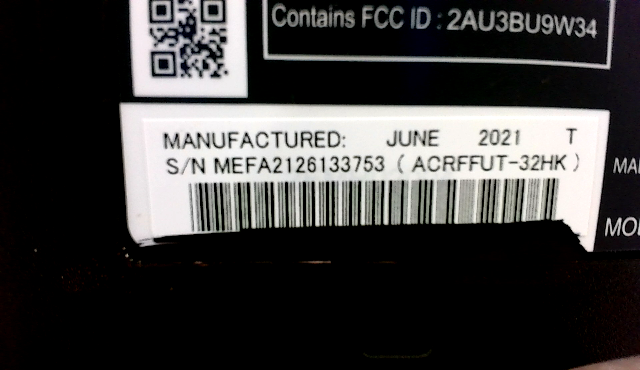 Contains FCC ID : 2AU3BU9W34
MANUFACTURED: JUNE 2021 T
S/N MEFA2126133753 ( ACRFFUT-32HK )